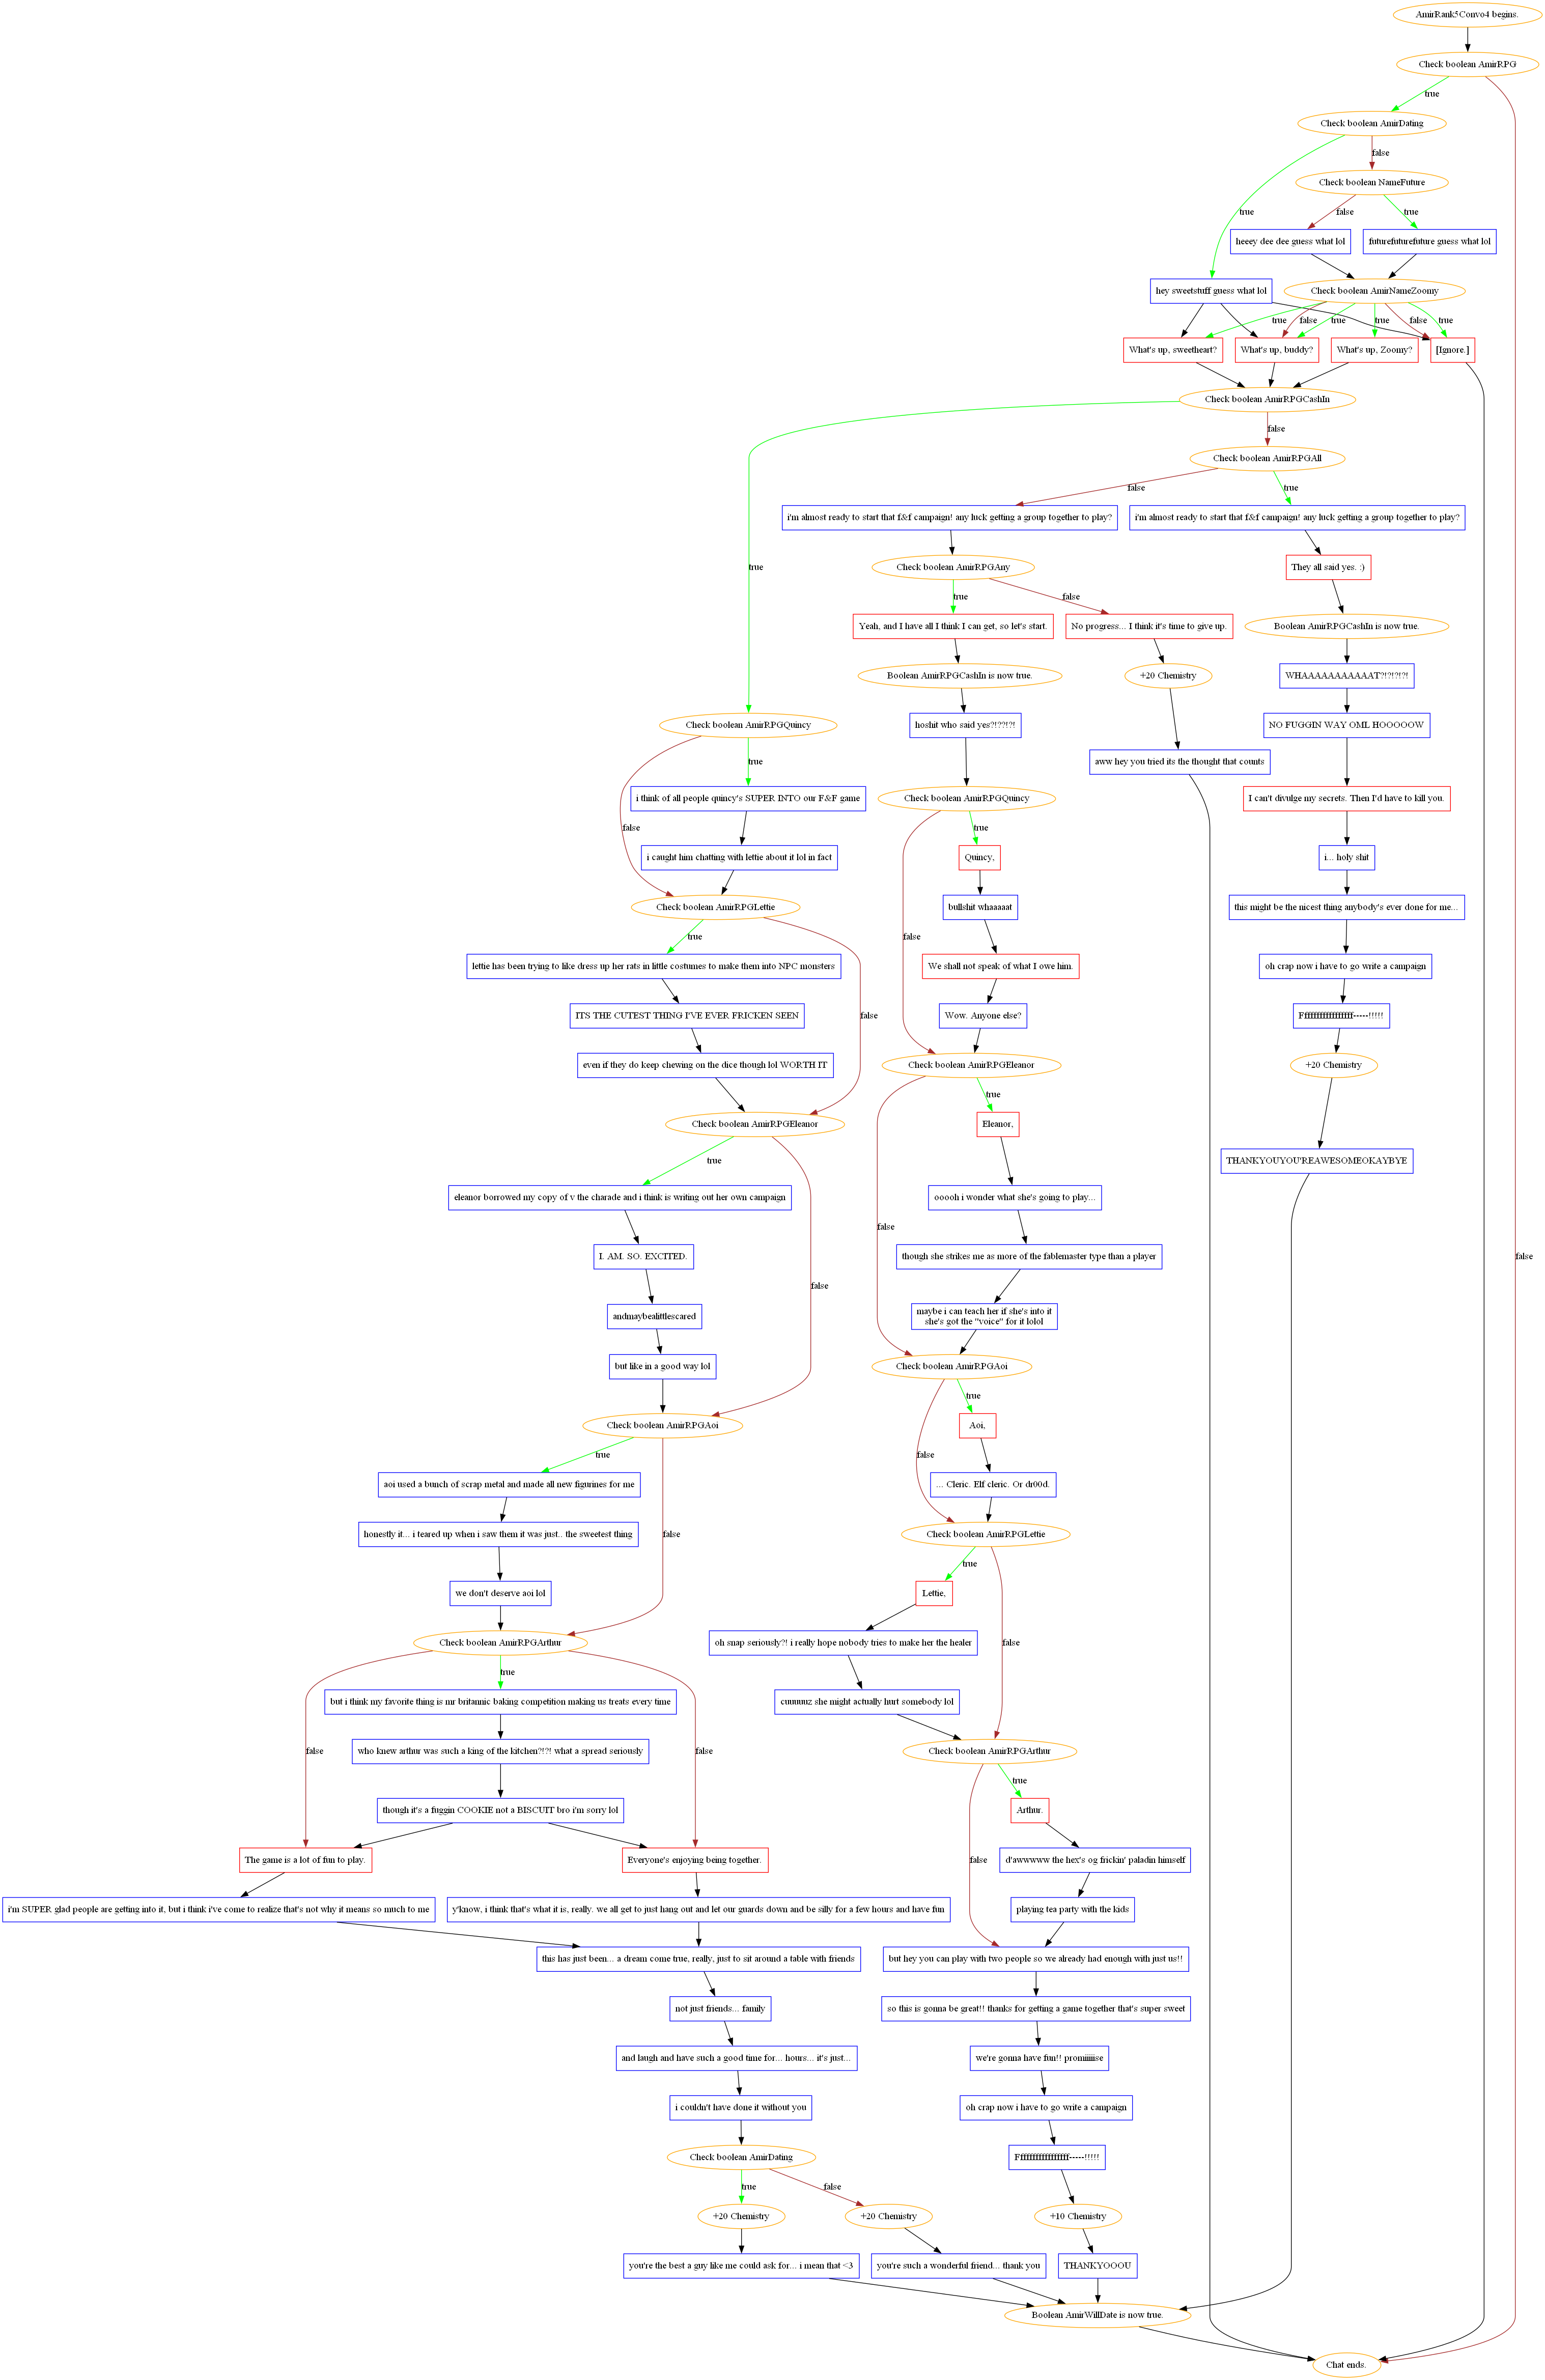 AmirRank5Convo4 begins.
Check boolean AmirRPG
true
Check boolean AmirDating
false
Check boolean NameFuture
true
false
true
heeey dee dee guess what lol
futurefuturefuture guess what lol
hey sweetstuff guess what lol
Check boolean AmirNameZoomy
true
false
true
true
false
true
What's up, sweetheart?
What's up, buddy?
What's up, Zoomy?
[Ignore.]
Check boolean AmirRPGCashIn
false
Check boolean AmirRPGAll
false
true
i'm almost ready to start that f&f campaign! any luck getting a group together to play?
i'm almost ready to start that f&f campaign! any luck getting a group together to play?
true
Check boolean AmirRPGAny
They all said yes. :)
true
false
Yeah, and I have all I think I can get, so let's start.
No progress... I think it's time to give up.
Boolean AmirRPGCashIn is now true.
Boolean AmirRPGCashIn is now true.
+20 Chemistry
WHAAAAAAAAAAAT?!?!?!?!
Check boolean AmirRPGQuincy
hoshit who said yes?!??!?!
NO FUGGIN WAY OML HOOOOOW
true
aww hey you tried its the thought that counts
i think of all people quincy's SUPER INTO our F&F game
Check boolean AmirRPGQuincy
I can't divulge my secrets. Then I'd have to kill you.
false
true
i caught him chatting with lettie about it lol in fact
Quincy,
i... holy shit
Check boolean AmirRPGLettie
bullshit whaaaaat
this might be the nicest thing anybody's ever done for me...
true
false
lettie has been trying to like dress up her rats in little costumes to make them into NPC monsters
We shall not speak of what I owe him.
oh crap now i have to go write a campaign
ITS THE CUTEST THING I'VE EVER FRICKEN SEEN
false
Wow. Anyone else?
Fffffffffffffffff-----!!!!!
even if they do keep chewing on the dice though lol WORTH IT
Check boolean AmirRPGEleanor
+20 Chemistry
true
Check boolean AmirRPGEleanor
Eleanor,
true
THANKYOUYOU'REAWESOMEOKAYBYE
eleanor borrowed my copy of v the charade and i think is writing out her own campaign
ooooh i wonder what she's going to play...
false
I. AM. SO. EXCITED.
though she strikes me as more of the fablemaster type than a player
false
false
andmaybealittlescared
maybe i can teach her if she's into it
she's got the "voice" for it lolol
but like in a good way lol
Check boolean AmirRPGAoi
true
Check boolean AmirRPGAoi
Aoi,
true
false
aoi used a bunch of scrap metal and made all new figurines for me
... Cleric. Elf cleric. Or dr00d.
honestly it... i teared up when i saw them it was just.. the sweetest thing
false
Check boolean AmirRPGLettie
true
we don't deserve aoi lol
Lettie,
Check boolean AmirRPGArthur
oh snap seriously?! i really hope nobody tries to make her the healer
false
true
but i think my favorite thing is mr britannic baking competition making us treats every time
cuuuuuz she might actually hurt somebody lol
false
who knew arthur was such a king of the kitchen?!?! what a spread seriously
false
Check boolean AmirRPGArthur
true
though it's a fuggin COOKIE not a BISCUIT bro i'm sorry lol
Arthur.
The game is a lot of fun to play.
Everyone's enjoying being together.
false
d'awwwww the hex's og frickin' paladin himself
i'm SUPER glad people are getting into it, but i think i've come to realize that's not why it means so much to me
y'know, i think that's what it is, really. we all get to just hang out and let our guards down and be silly for a few hours and have fun
playing tea party with the kids
this has just been... a dream come true, really, just to sit around a table with friends
but hey you can play with two people so we already had enough with just us!!
not just friends... family
so this is gonna be great!! thanks for getting a game together that's super sweet
and laugh and have such a good time for... hours... it's just...
we're gonna have fun!! promiiiiiise
i couldn't have done it without you
oh crap now i have to go write a campaign
Check boolean AmirDating
Fffffffffffffffff-----!!!!!
true
false
+20 Chemistry
+20 Chemistry
+10 Chemistry
you're the best a guy like me could ask for... i mean that <3
you're such a wonderful friend... thank you
THANKYOOOU
Boolean AmirWillDate is now true.
Chat ends.